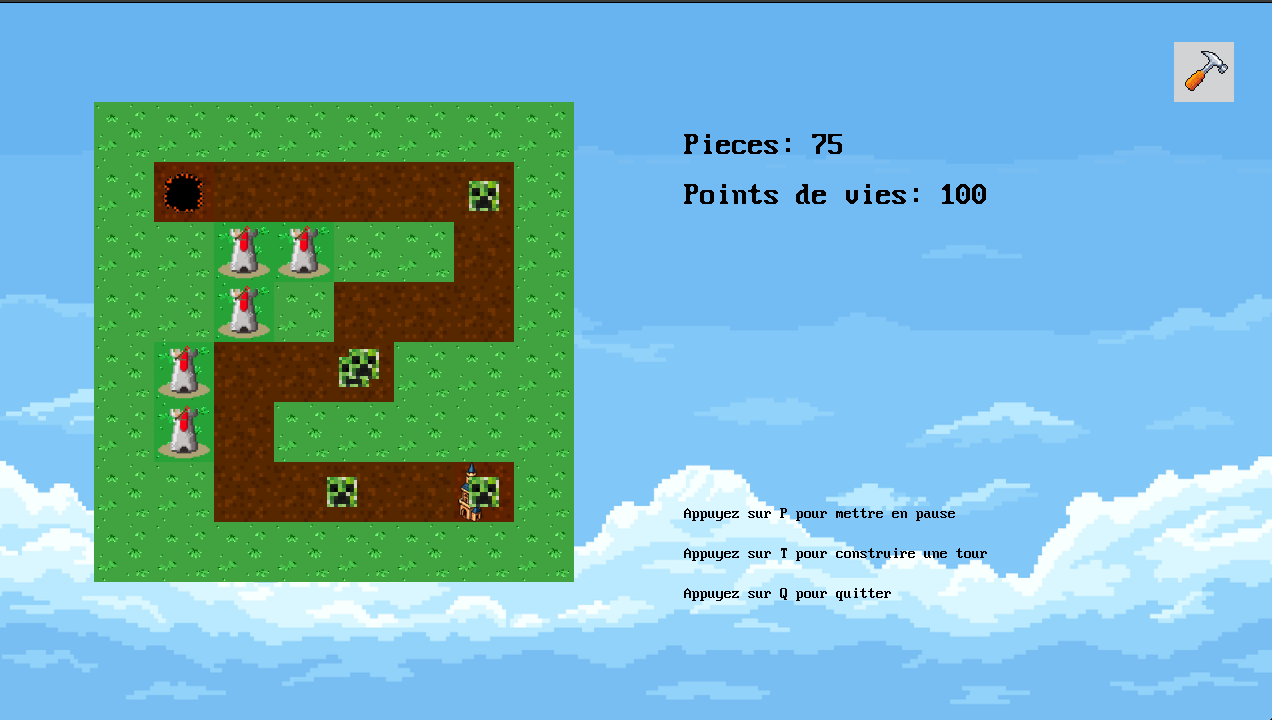 Pieces: 75
Points de vies: 100
Appuyez sur P pour mettre en pause
Appuyez sur T pour construire une tour
Appuyez sur Q pour quitter